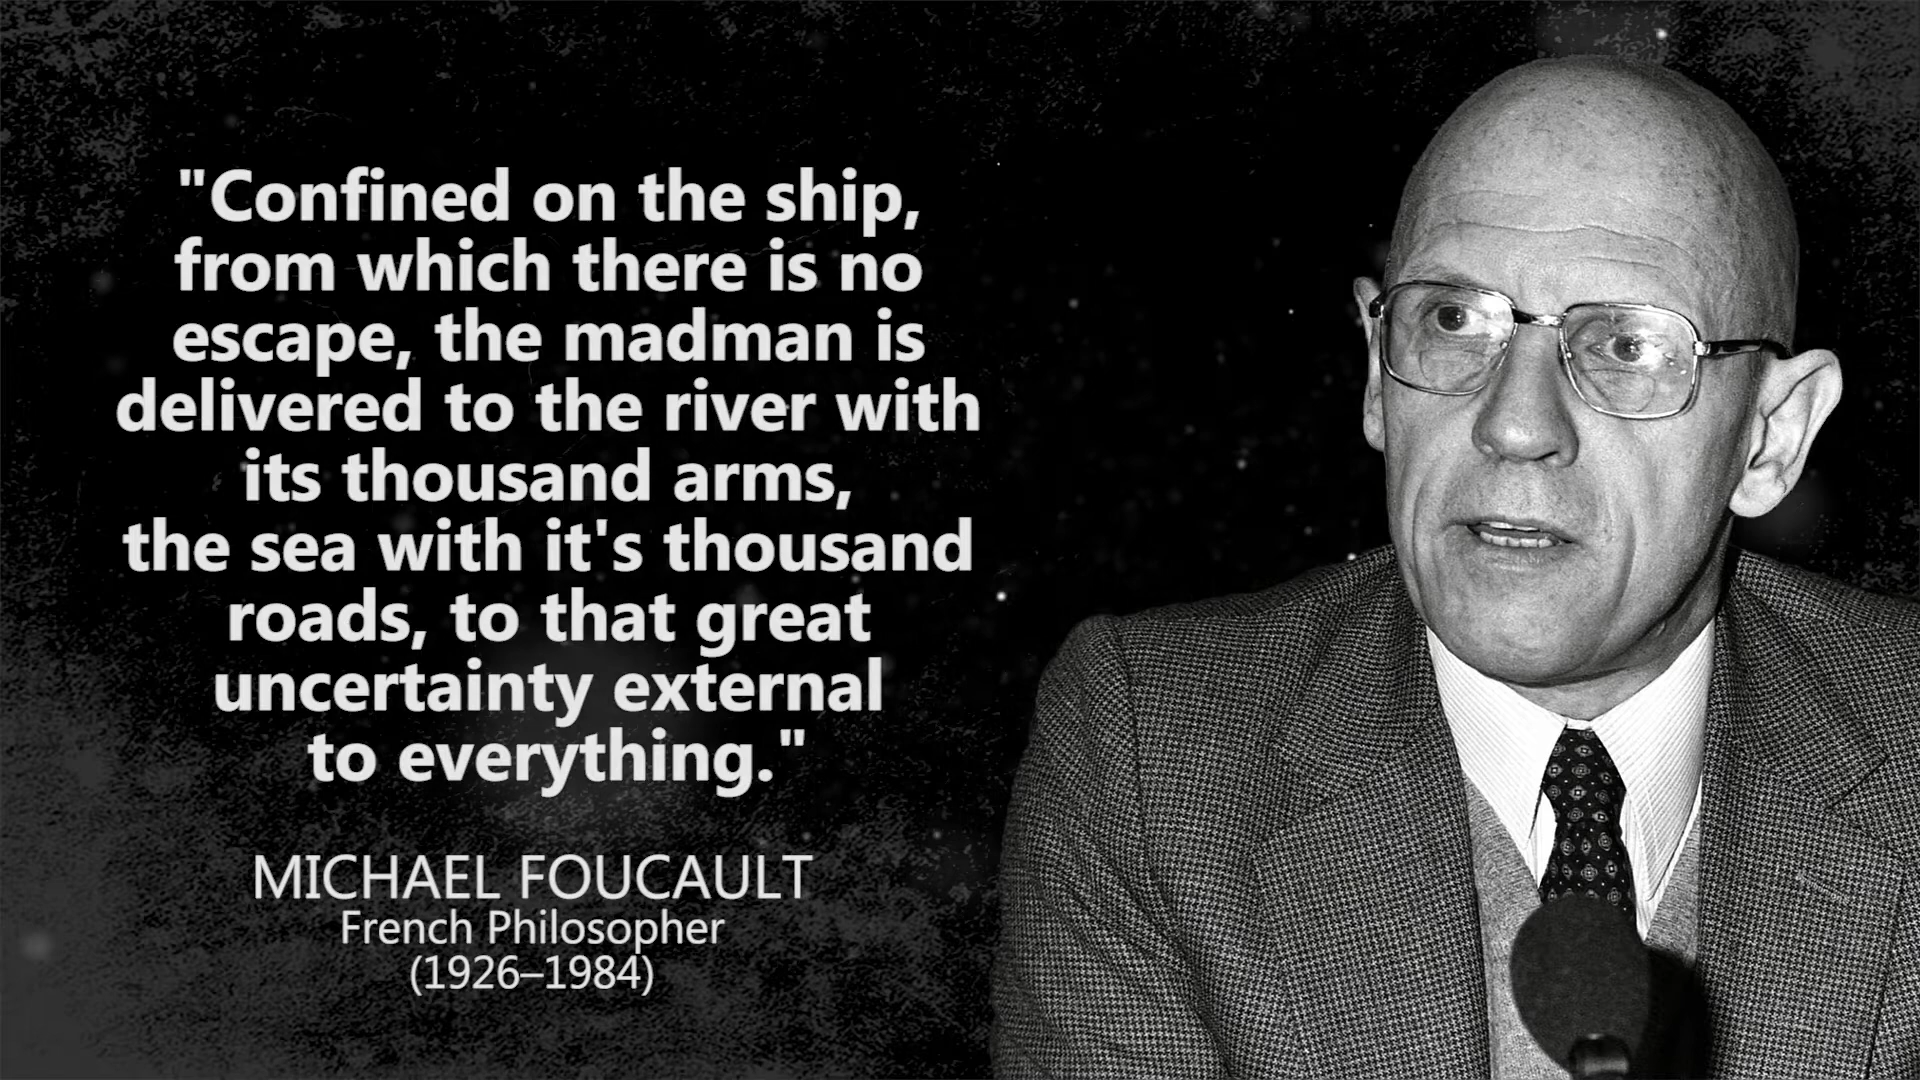 "Confined on the ship,
from which there is no
escape, the madman is
delivered to the river with
its thousand arms,
the sea with it's thousand
roads, to that great
uncertainty external
to everything."
MICHAEL FOUCAULT
French Philosopher
(1926–1984)